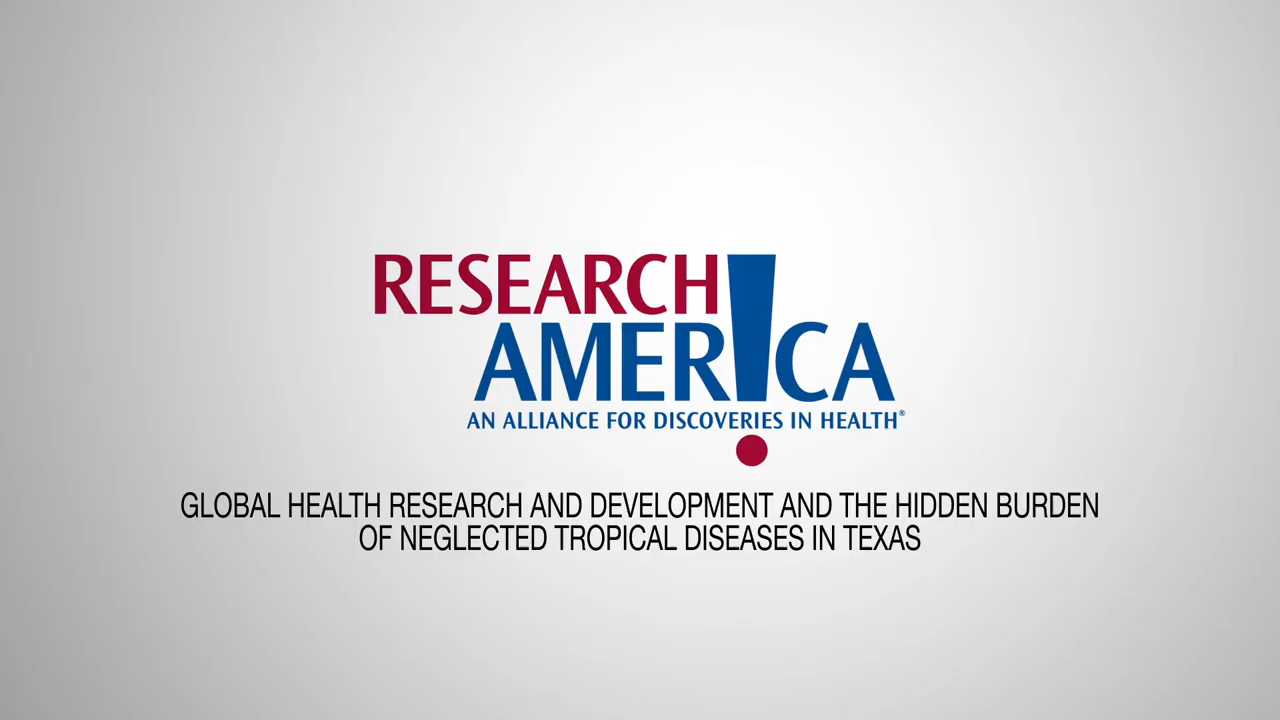 RESEARCH
AMER!CA
AN ALLIANCE FOR DISCOVERIES IN HEALTH®
GLOBAL HEALTH RESEARCH AND DEVELOPMENT AND THE HIDDEN BURDEN
OF NEGLECTED TROPICAL DISEASES IN TEXAS